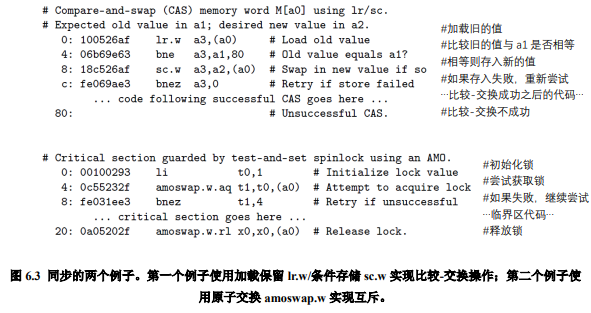 # Compare-and-swap (CAS) memory word M[a0] using lr/sc.
# Expected old value in a1; desired new value in a2.
0: 100526af lr.w a3,(a0) # Load old value #加载旧的值
4: 06b69e63 bne a3,a1,80 # Old value equals a1? #比较旧的值与 a1 是否相等
8: 18c526af sc.w a3,a2,(a0) # Swap in new value if so #相等则存入新的值
c: fe069ae3 bnez a3,0 # Retry if store failed #如果存入失败，重新尝试
... code following successful CAS goes here ... …比较-交换成功之后的代码…
80: # Unsuccessful CAS. #比较-交换不成功
# Critical section guarded by test-and-set spinlock using an AMO.
0: 00100293 li t0,1 # Initialize lock value #初始化锁
4: 0c55232f amoswap.w.aq t1,t0,(a0) # Attempt to acquire lock #尝试获取锁
8: fe031ee3 bnez t1,4 # Retry if unsuccessful #如果失败，继续尝试
... critical section goes here ... …临界区代码…
20: 0a05202f amoswap.w.rl x0,x0,(a0) # Release lock. #释放锁
图 6.3 同步的两个例子。第一个例子使用加载保留 lr.w/条件存储 sc.w 实现比较-交换操作；第二个例子使
用原子交换 amoswap.w 实现互斥。